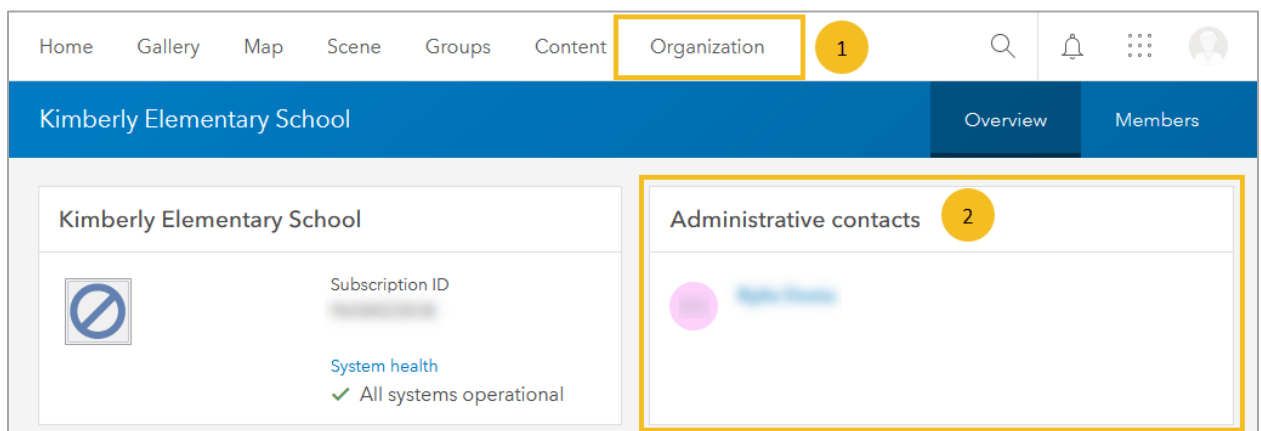 Home Gallery Map Scene Groups Content Organization 1
Kimberly Elementary School Overview Members
Kimberly Elementary School
Administrative contacts 2
Subscription ID
System health
All systems operational